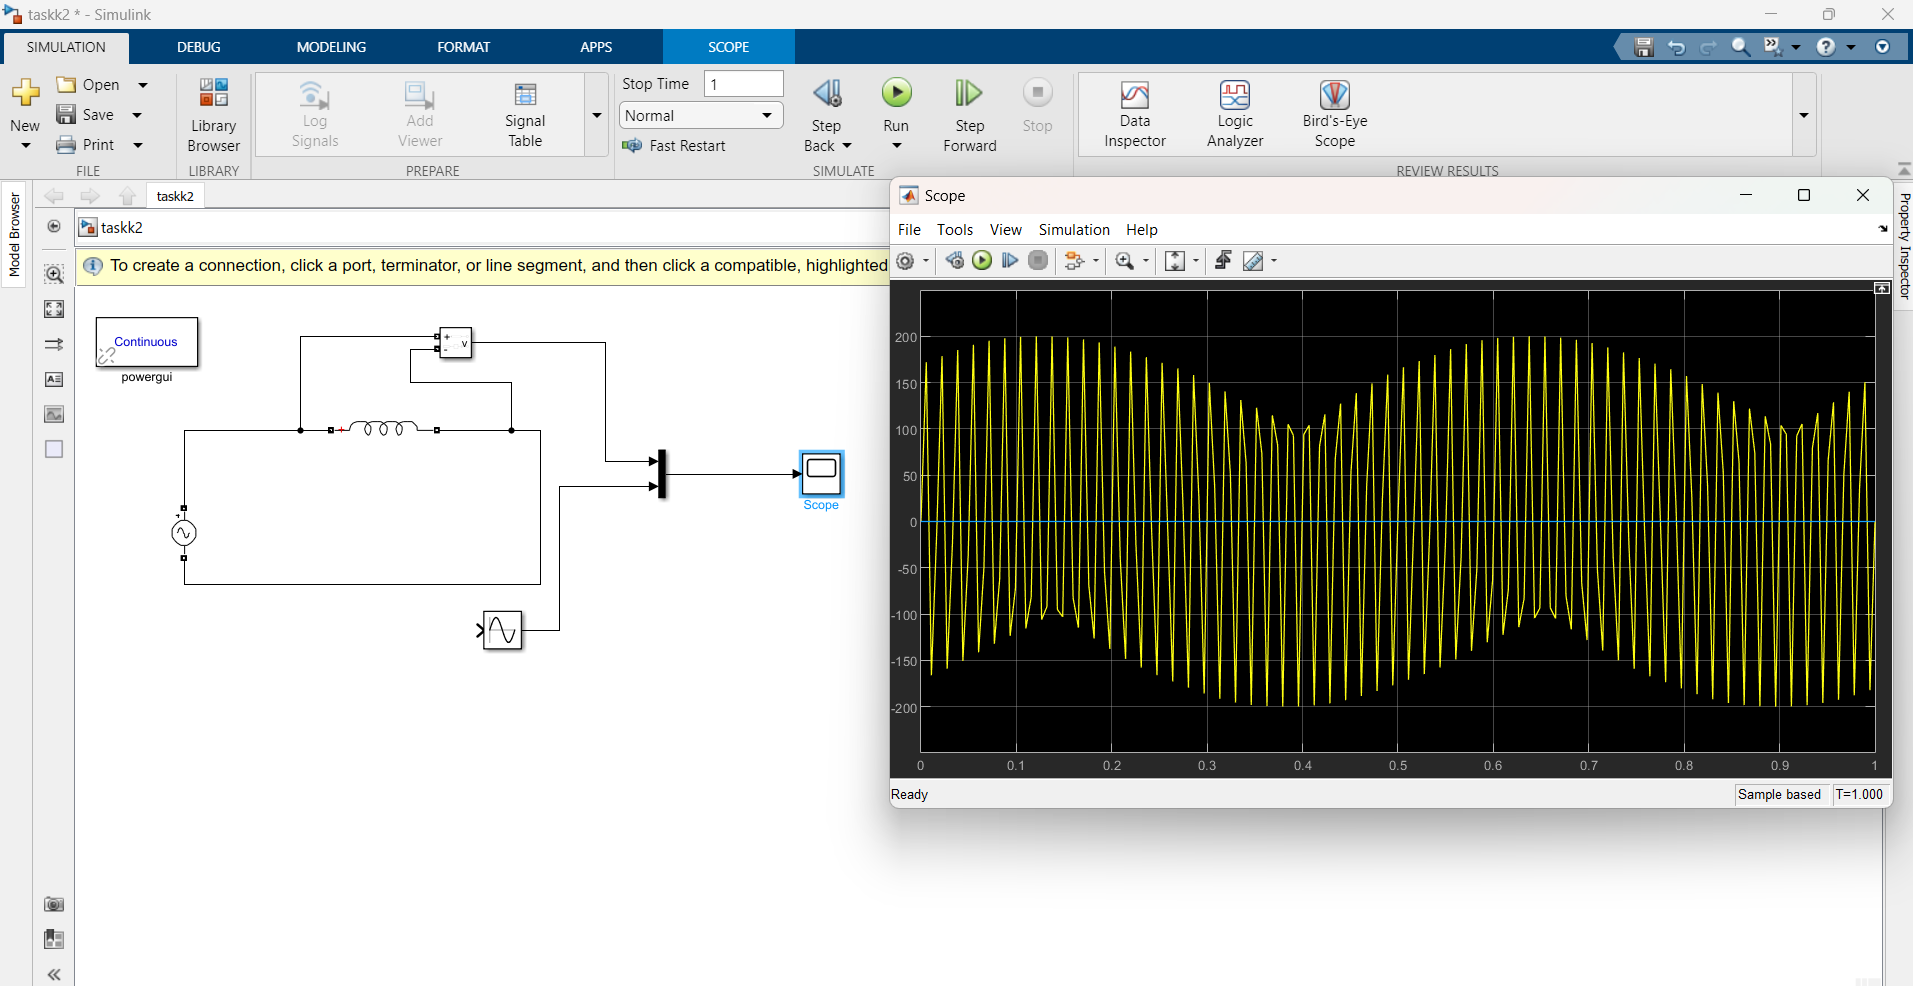 taskk2 * - Simulink
SIMULATION DEBUG MODELING FORMAT APPS SCOPE
New
Open
Save
Print
FILE
Library
Browser
LIBRARY
Log
Signals
Add
Viewer
Signal
Table
PREPARE
Stop Time 1
Normal
Fast Restart
Step
Back
Run
Step
Forward
Stop
SIMULATE
Data
Inspector
Logic
Analyzer
Bird's-Eye
Scope
REVIEW RESULTS
Model Browser
taskk2
taskk2
To create a connection, click a port, terminator, or line segment, and then click a compatible, highlighted
Continuous
powergui
+
-
v
+
+
Scope
Scope
File Tools View Simulation Help
200
150
100
50
0
-50
-100
-150
-200
0 0.1 0.2 0.3 0.4 0.5 0.6 0.7 0.8 0.9 1
Ready
Sample based T=1.000
Property Inspector